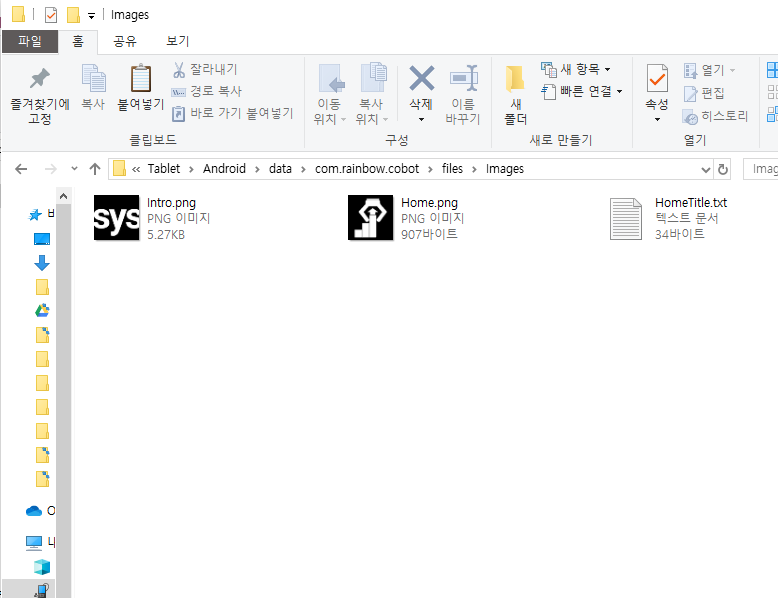 Images
파일 홈 공유 보기
즐겨찾기에 고정
복사
붙여넣기
잘라내기
경로 복사
바로 가기 붙여넣기
클립보드
이동 위치
복사 위치
삭제
이름 바꾸기
구성
새 폴더
새 항목
빠른 연결
새로 만들기
속성
열기
편집
히스토리
열기
« Tablet > Android > data > com.rainbow.cobot > files > Images
Imag
Intro.png
PNG 이미지
5.27KB
Home.png
PNG 이미지
907바이트
HomeTitle.txt
텍스트 문서
34바이트
sys